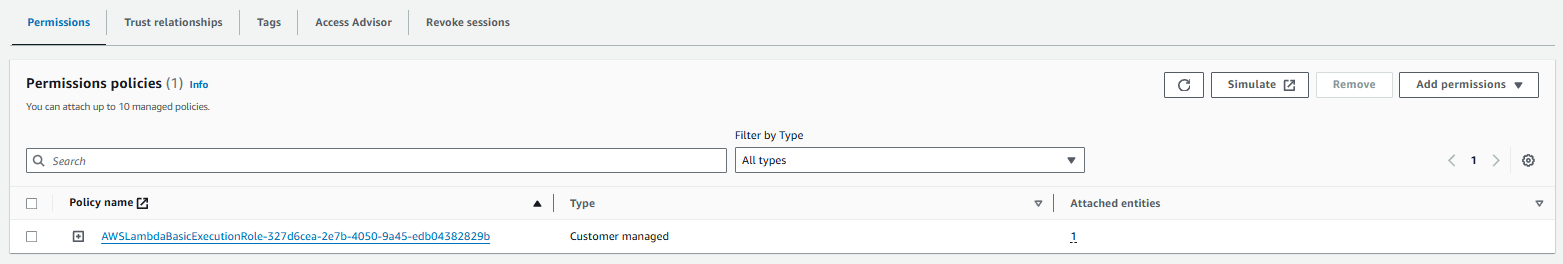 Permissions
Trust relationships
Tags
Access Advisor
Revoke sessions
Permissions policies (1) Info
You can attach up to 10 managed policies.
Simulate
Remove
Add permissions
Filter by Type
Search
All types
1
Policy name
Type
Attached entities
AWSLambdaBasicExecutionRole-327d6cea-2e7b-4050-9a45-edb04382829b
Customer managed
1